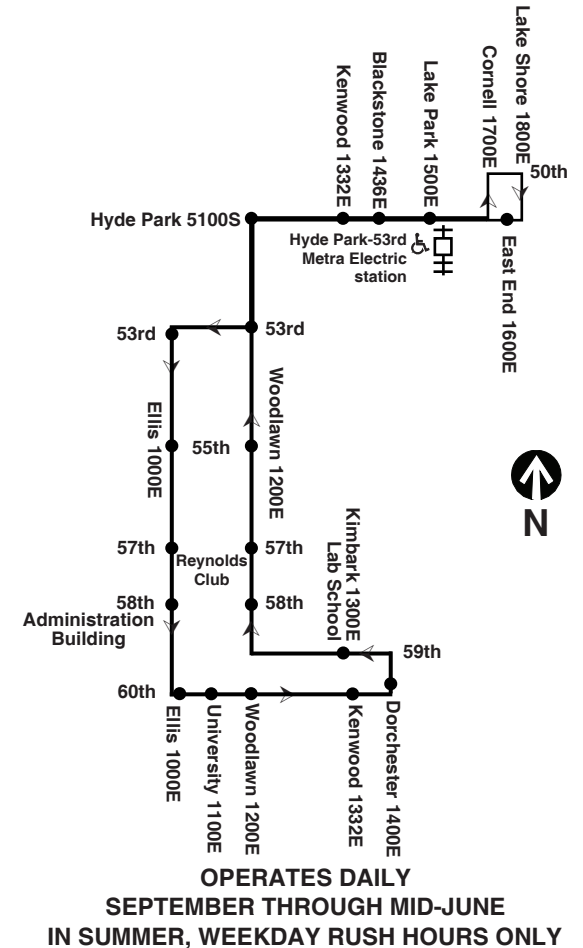 Kenwood 1332E
Blackstone 1436E
Lake Park 1500E
Cornell 1700E
Lake Shore 1800E
50th
Hyde Park 5100S
Hyde Park-53rd
Metra Electric
station
East End 1600E
53rd
53rd
Ellis 1000E
55th
Woodlawn 1200E
N
57th
Reynolds
Club
57th
Kimbark 1300E
Lab School
58th
Administration
Building
58th
59th
60th
Ellis 1000E
University 1100E
Woodlawn 1200E
Kenwood 1332E
Dorchester 1400E
OPERATES DAILY
SEPTEMBER THROUGH MID-JUNE
IN SUMMER, WEEKDAY RUSH HOURS ONLY